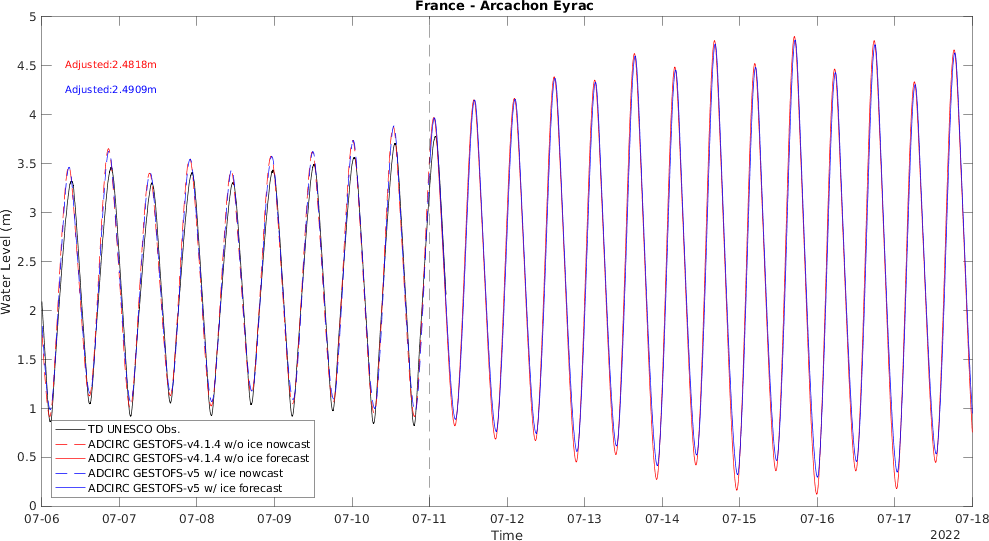 France - Arcachon Eyrac
5
4.5
4
3.5
3
2.5
2
1.5
1
0.5
0
Water Level (m)
Adjusted:2.4818m
Adjusted:2.4909m
TD UNESCO Obs.
ADCIRC GESTOFS-v4.1.4 w/o ice nowcast
ADCIRC GESTOFS-v4.1.4 w/o ice forecast
ADCIRC GESTOFS-v5 w/ ice nowcast
ADCIRC GESTOFS-v5 w/ ice forecast
07-06 07-07 07-08 07-09 07-10 07-11 07-12 07-13 07-14 07-15 07-16 07-17 07-18
Time
2022